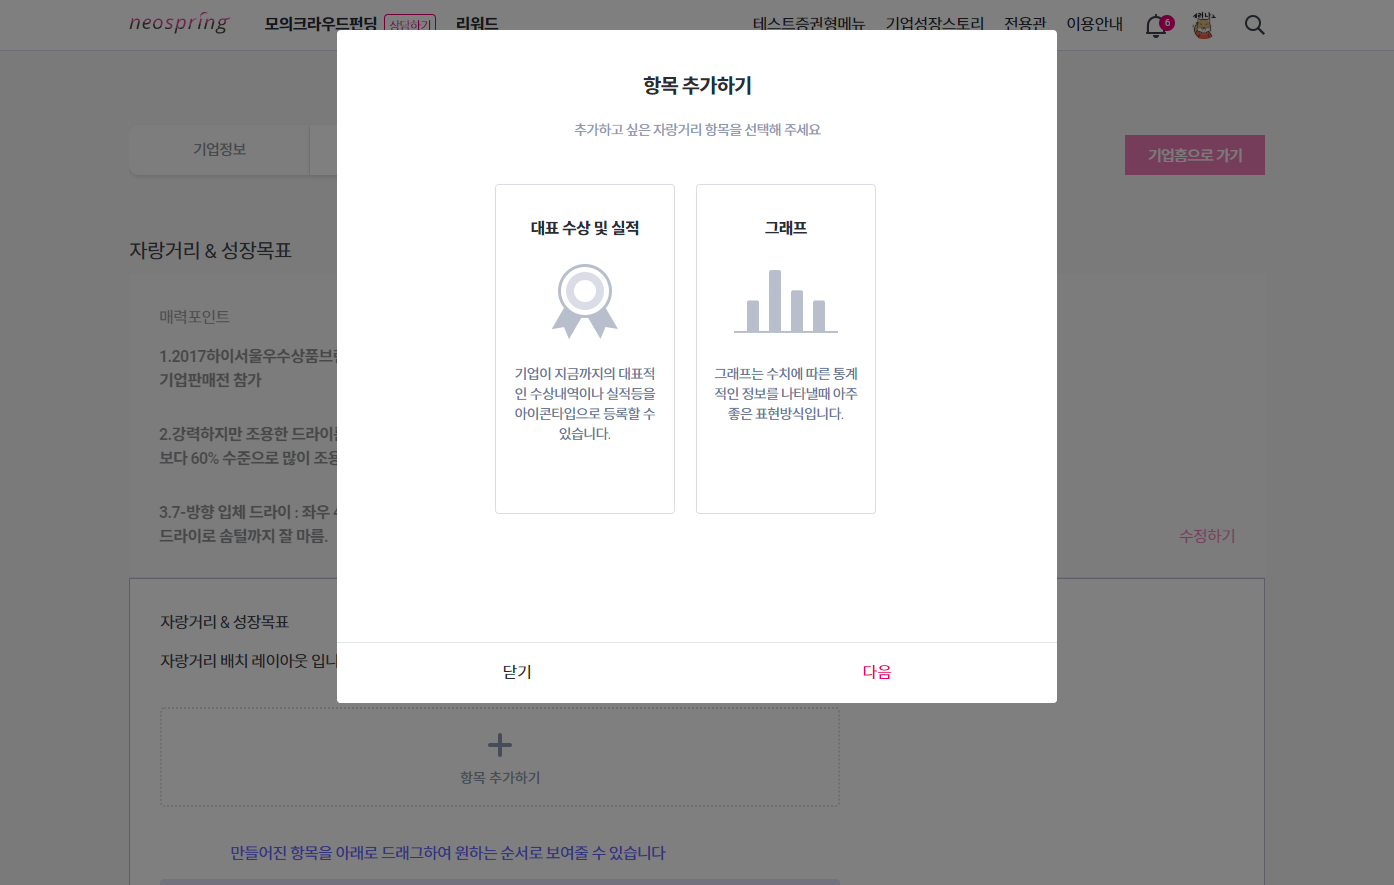 neospring
모의크라우드펀딩 상담하기 리워드 테스트증권형메뉴 기업성장스토리 전용관 이용안내 6
항목 추가하기
추가하고 싶은 자랑거리 항목을 선택해 주세요
기업정보
기업홈으로 가기
대표 수상 및 실적
기업이 지금까지의 대표적
인 수상내역이나 실적등을
아이콘타입으로 등록할 수
있습니다.
그래프
그래프는 수치에 따른 통계
적인 정보를 나타낼때 아주
좋은 표현방식입니다.
자랑거리 & 성장목표
매력포인트
1.2017하이서울우수상품브
기업판매전 참가
2.강력하지만 조용한 드라이
보다 60% 수준으로 많이 조용
3.7-방향 입체 드라이 : 좌우
드라이로 솜털까지 잘 마름.
수정하기
자랑거리 & 성장목표
자랑거리 배치 레이아웃 입니
닫기
다음
항목 추가하기
만들어진 항목을 아래로 드래그하여 원하는 순서로 보여줄 수 있습니다